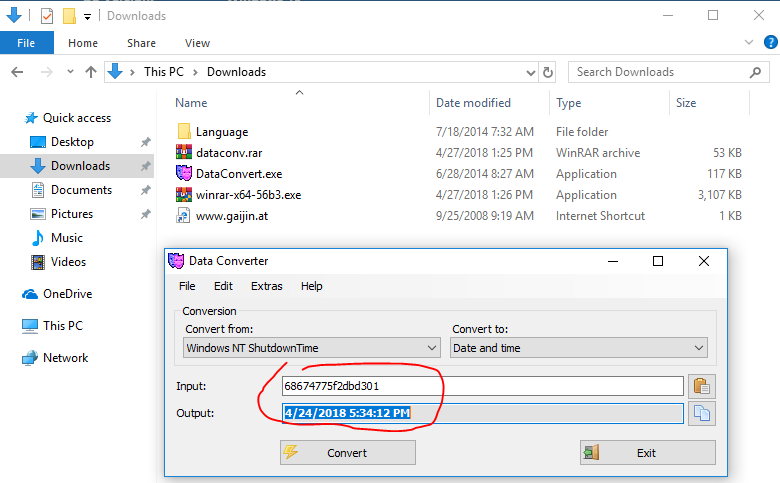 Downloads
File Home Share View
This PC Downloads Search Downloads
Name Date modified Type Size
Quick access
Desktop
Downloads
Documents
Pictures
Music
Videos
OneDrive
This PC
Network
Language 7/18/2014 7:32 AM File folder
dataconv.rar 4/27/2018 1:25 PM WinRAR archive 53 KB
DataConvert.exe 6/28/2014 8:27 AM Application 117 KB
winrar-x64-56b3.exe 4/27/2018 1:26 PM Application 3,107 KB
www.gaijin.at 9/25/2008 9:19 AM Internet Shortcut 1 KB
Data Converter
File Edit Extras Help
Conversion
Convert from: Convert to:
Windows NT ShutdownTime Date and time
Input: 68674775f2dbd301
Output: 4/24/2018 5:34:12 PM
Convert Exit